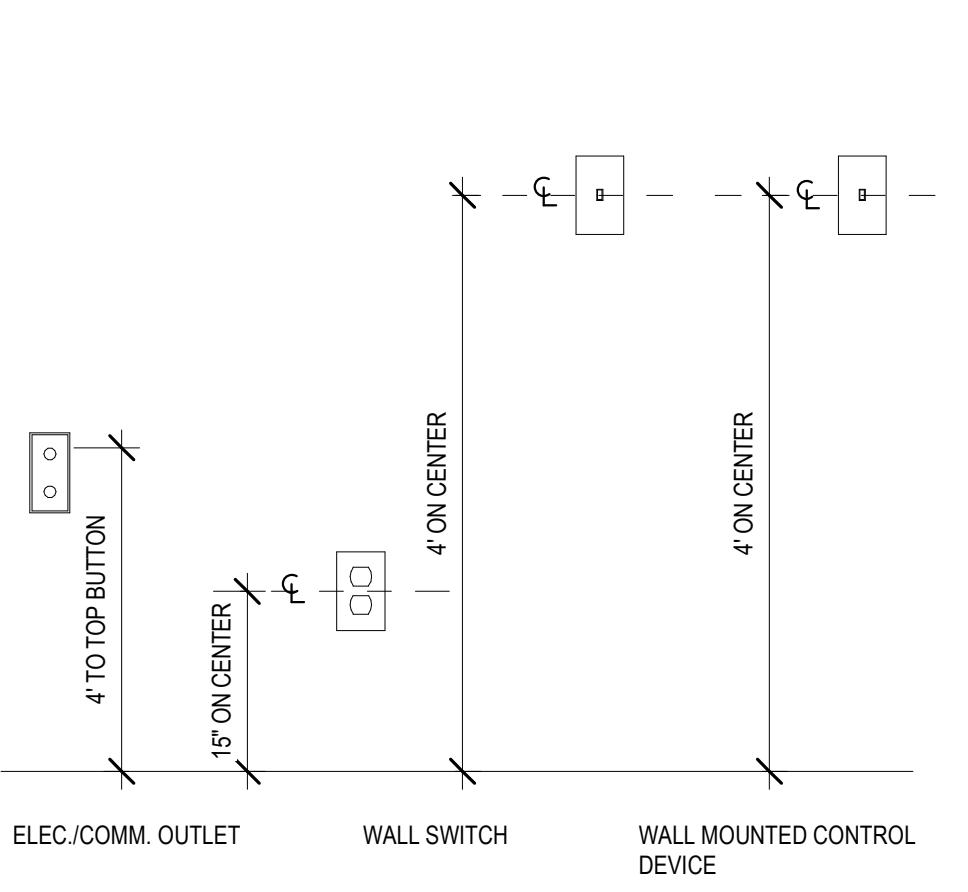 4' TO TOP BUTTON
15" ON CENTER
℄
4' ON CENTER
℄
4' ON CENTER
℄
ELEC./COMM. OUTLET
WALL SWITCH
WALL MOUNTED CONTROL
DEVICE